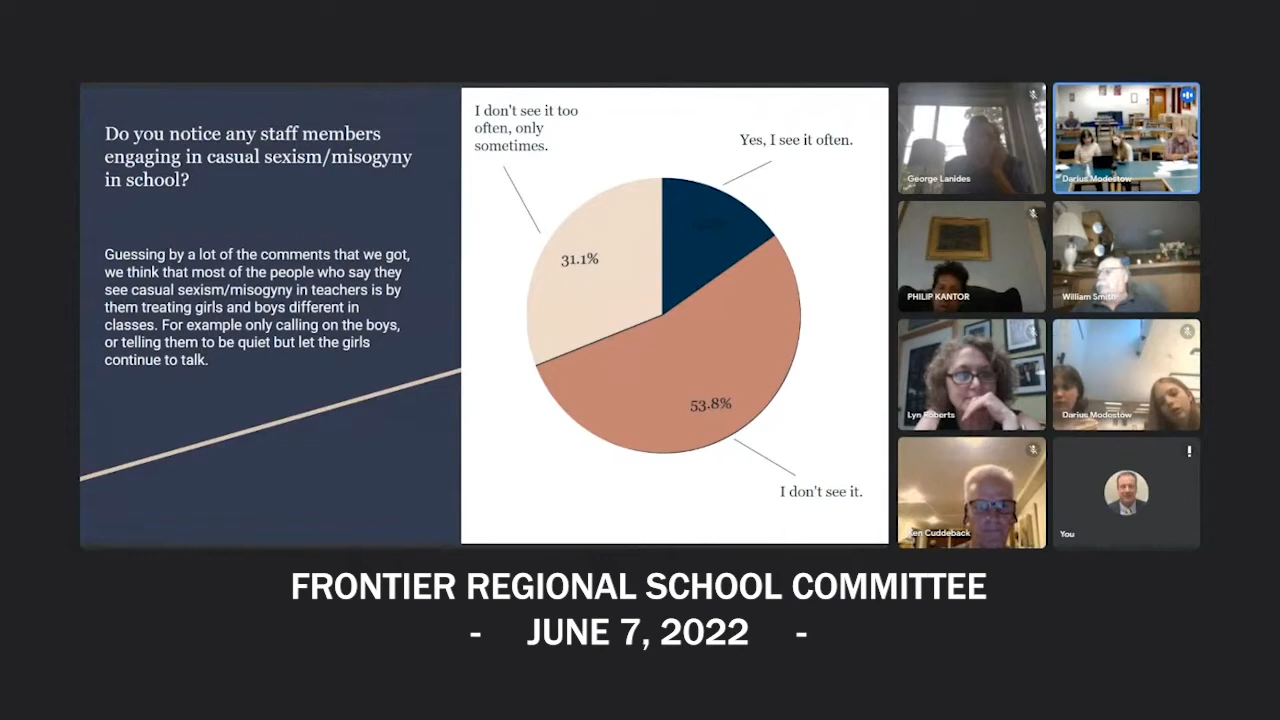 Do you notice any staff members
engaging in casual sexism/misogyny
in school?
Guessing by a lot of the comments that we got,
we think that most of the people who say they
see casual sexism/misogyny in teachers is by
them treating girls and boys different in
classes. For example only calling on the boys,
or telling them to be quiet but let the girls
continue to talk.
I don't see it too
often, only
sometimes.
Yes, I see it often.
31.1%
53.8%
I don't see it.
George Lanides
Darius Modestow
PHILIP KANTOR
William Smith
Lyn Roberts
Darius Modestow
Ken Cuddeback
You
FRONTIER REGIONAL SCHOOL COMMITTEE
- JUNE 7, 2022 -